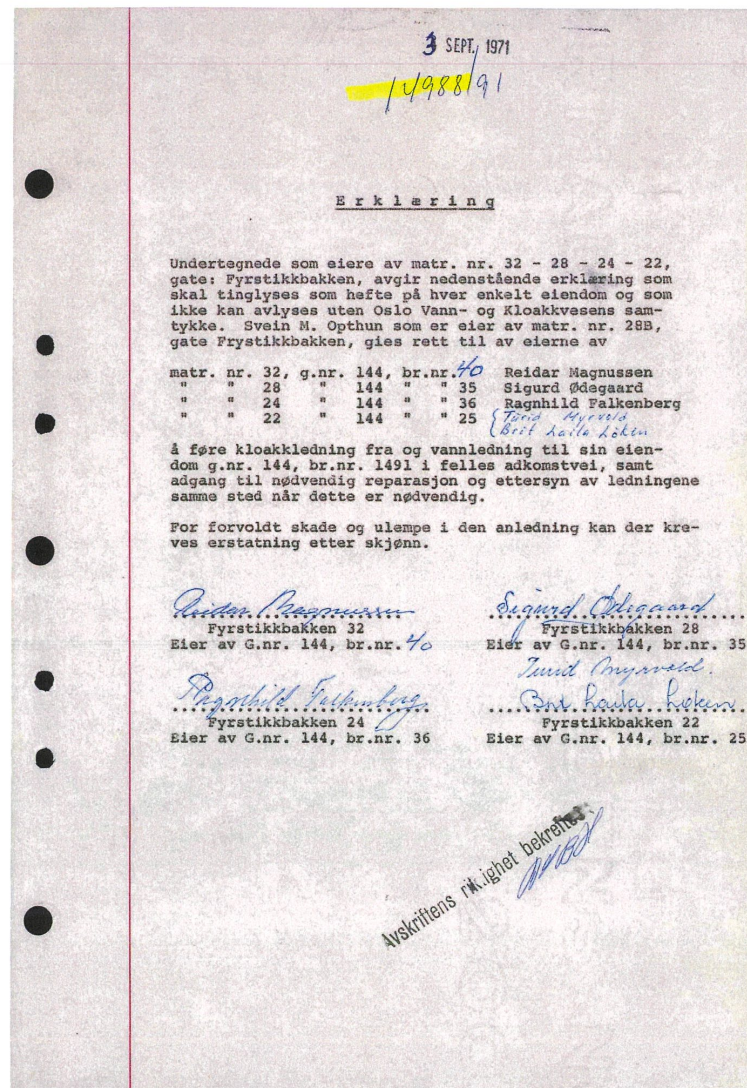 3 SEPT. 1971
14988/91
Erklæring
Undertegnede som eiere av matr. nr. 32 - 28 - 24 - 22,
gate: Fyrstikkbakken, avgir nedenstående erklæring som
skal tinglyses som hefte på hver enkelt eiendom og som
ikke kan avlyses uten Oslo Vann- og Kloakkvesens sam-
tykke. Svein M. Opthun som er eier av matr. nr. 28B,
gate Frystikkbakken, gies rett til av eierne av
matr. nr. 32, g.nr. 144, br.nr. 40 Reidar Magnussen
" " 28 " 144 " " 35 Sigurd Ødegaard
" " 24 " 144 " " 36 Ragnhild Falkenberg
" " 22 " 144 " " 25 Turid Myrvold
Brit Laila Løken
å føre kloakkledning fra og vannledning til sin eien-
dom g.nr. 144, br.nr. 1491 i felles adkomstvei, samt
adgang til nødvendig reparasjon og ettersyn av ledningene
samme sted når dette er nødvendig.
For forvoldt skade og ulempe i den anledning kan der kre-
ves erstatning etter skjønn.
Reidar Magnussen
Fyrstikkbakken 32
Eier av G.nr. 144, br.nr. 40
Sigurd Ødegaard
Fyrstikkbakken 28
Eier av G.nr. 144, br.nr. 35
Ragnhild Falkenberg
Fyrstikkbakken 24
Eier av G.nr. 144, br.nr. 36
Turid Myrvold.
Brit Laila Løken
Fyrstikkbakken 22
Eier av G.nr. 144, br.nr. 25
Avskriftens riktighet bekreftes